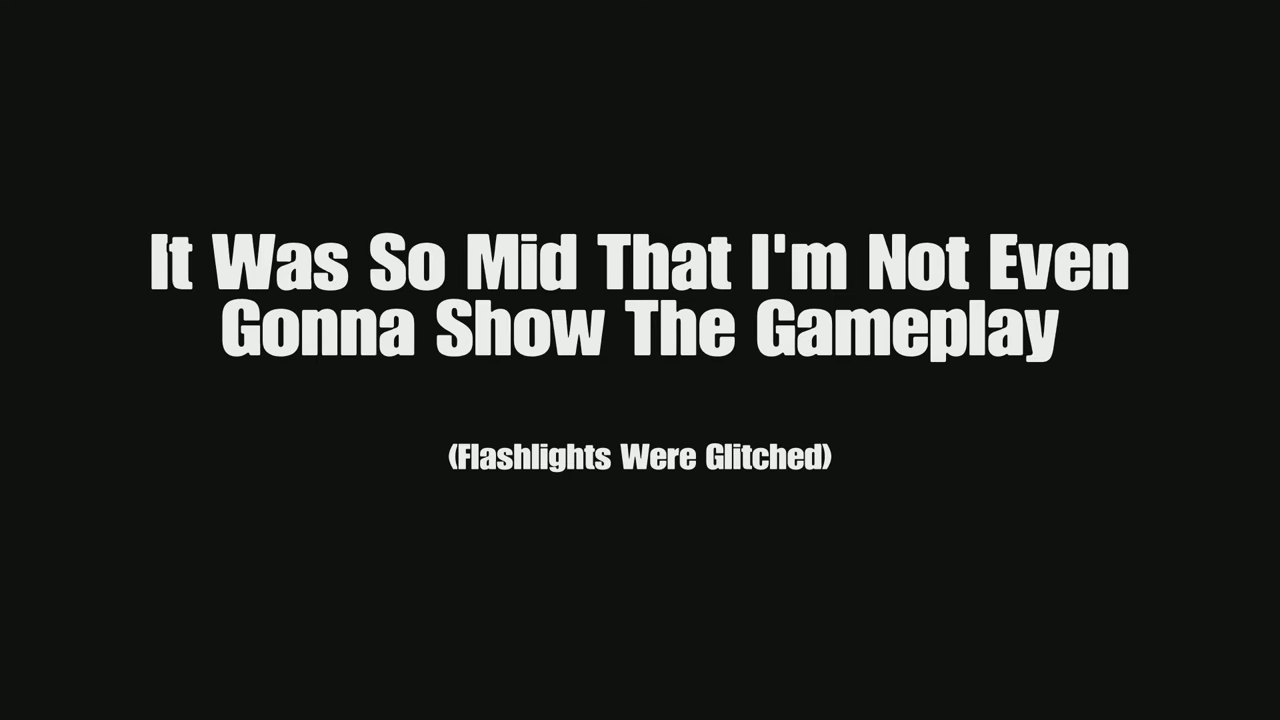 It Was So Mid That I'm Not Even
Gonna Show The Gameplay
(Flashlights Were Glitched)